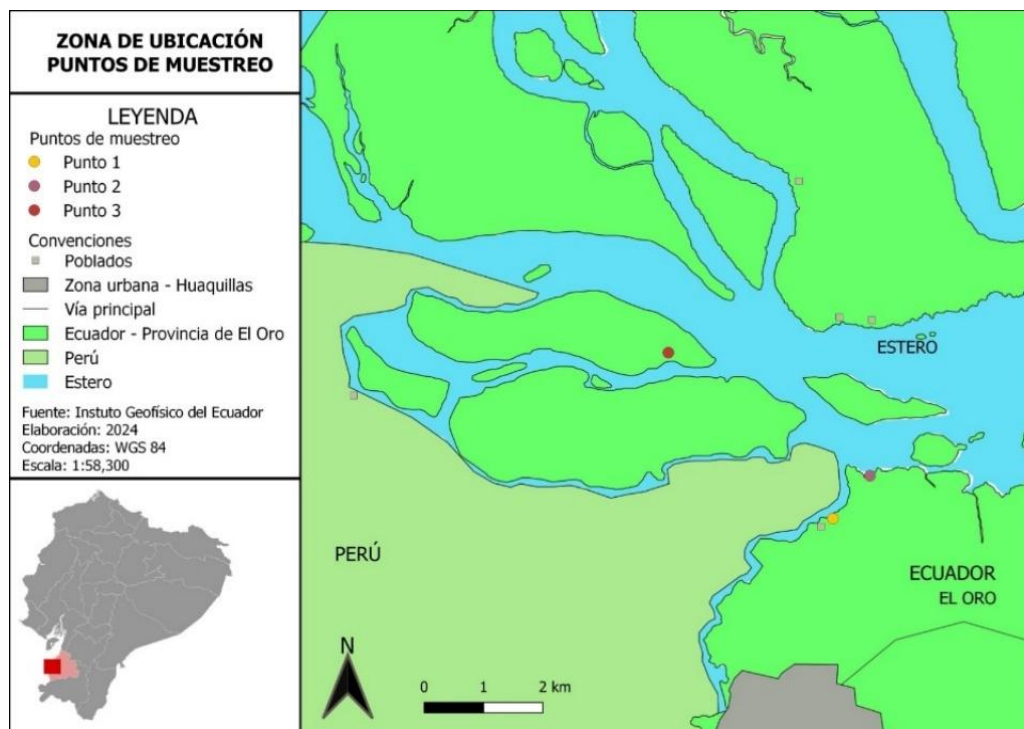 ZONA DE UBICACIÓN
PUNTOS DE MUESTREO
LEYENDA
Puntos de muestreo
Punto 1
Punto 2
Punto 3
Convenciones
Poblados
Zona urbana - Huaquillas
Vía principal
Ecuador - Provincia de El Oro
Perú
Estero
Fuente: Instuto Geofísico del Ecuador
Elaboración: 2024
Coordenadas: WGS 84
Escala: 1:58,300
ESTERO
PERÚ
ECUADOR
EL ORO
N
0 1 2 km